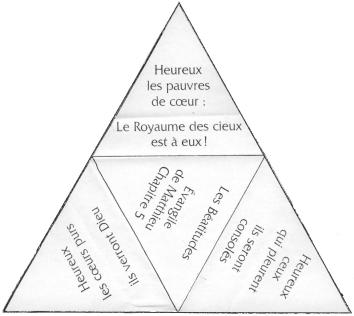 Heureux
les pauvres
de cœur :
Le Royaume des cieux
est à eux !
Les Béatitudes
Évangile
de Matthieu
Chapitre 5
Heureux
les cœurs purs
ils verront Dieu
Heureux
ceux
qui pleurent
ils seront
consolés